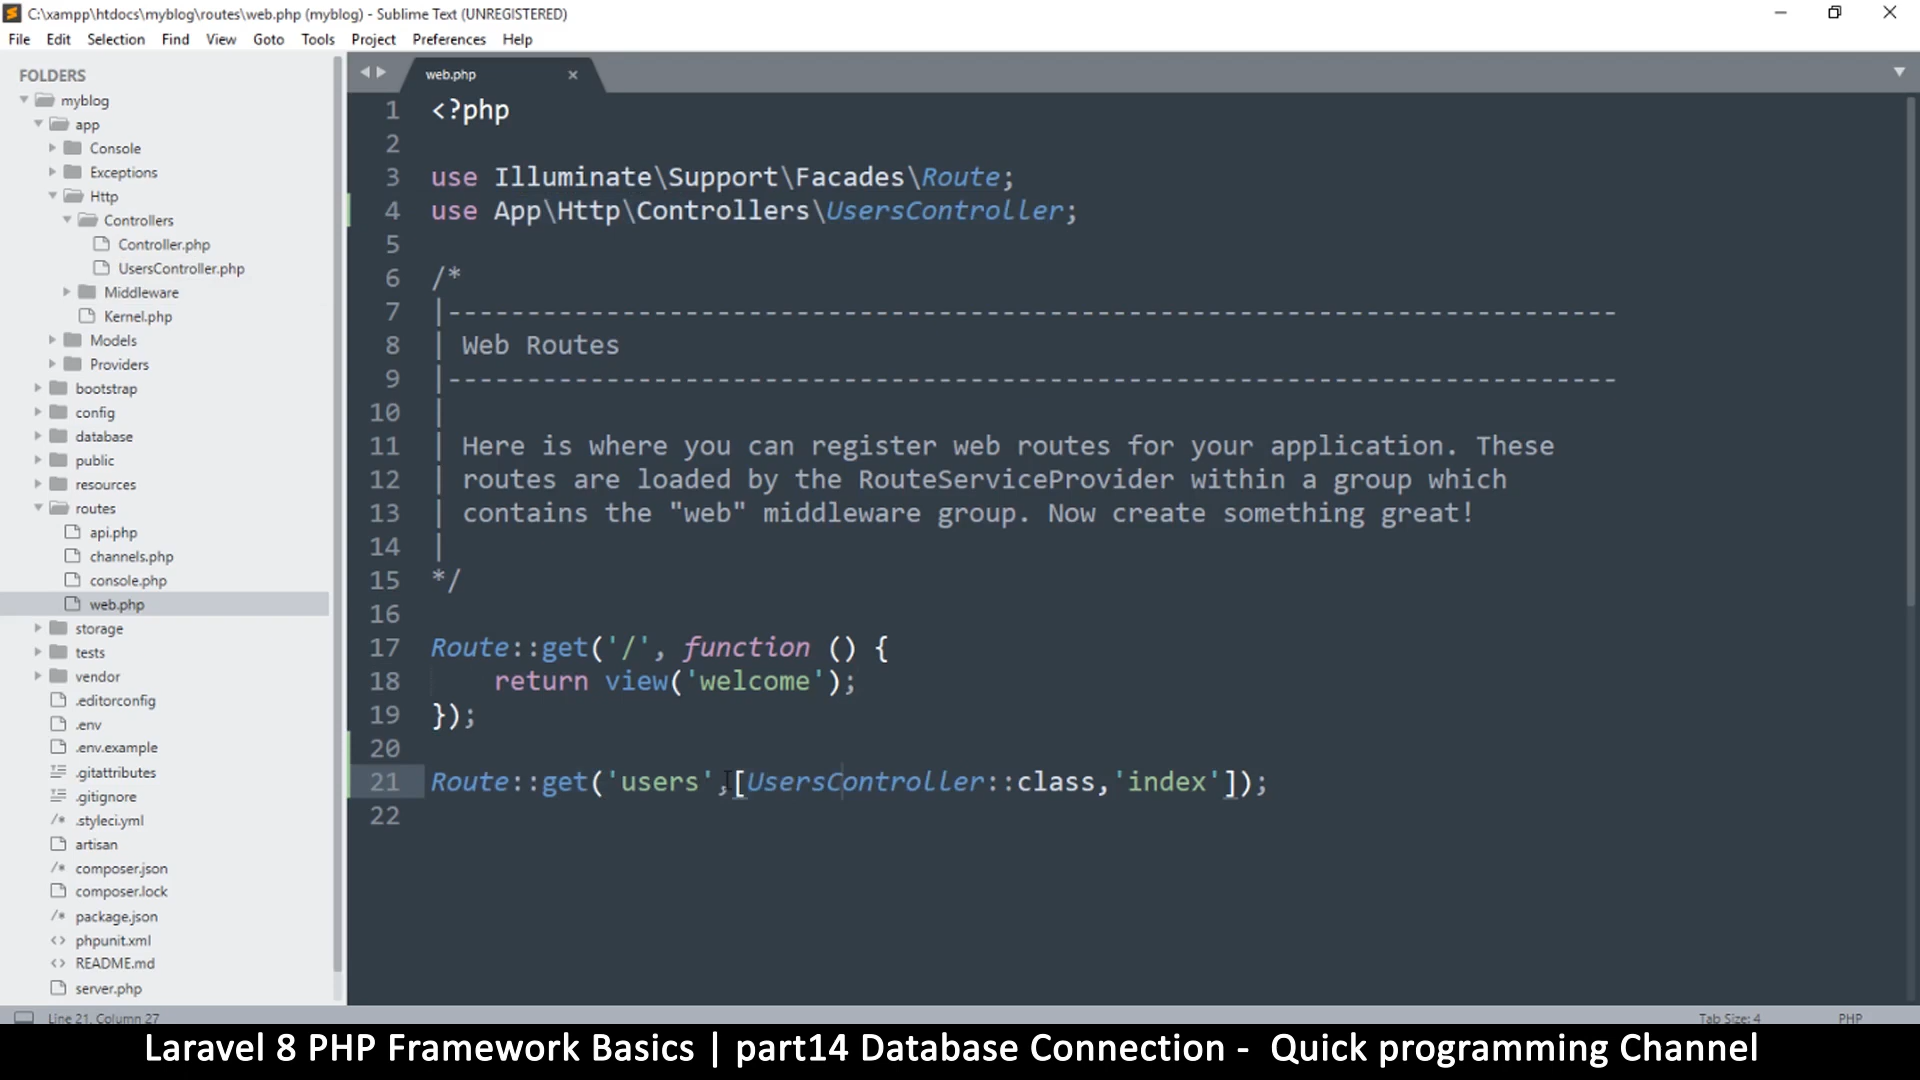 C:\xampp\htdocs\myblog\routes\web.php (myblog) - Sublime Text (UNREGISTERED)
File Edit Selection Find View Goto Tools Project Preferences Help
FOLDERS
myblog
app
Console
Exceptions
Http
Controllers
Controller.php
UsersController.php
Middleware
Kernel.php
Models
Providers
bootstrap
config
database
public
resources
routes
api.php
channels.php
console.php
web.php
storage
tests
vendor
.editorconfig
.env
.env.example
.gitattributes
.gitignore
/* .styleci.yml
artisan
/* composer.json
composer.lock
/* package.json
<> phpunit.xml
<> README.md
server.php
web.php ×
1 <?php
2
3 use Illuminate\Support\Facades\Route;
4 use App\Http\Controllers\UsersController;
5
6 /*
7 |--------------------------------------------------------------------------
8 | Web Routes
9 |--------------------------------------------------------------------------
10 |
11 | Here is where you can register web routes for your application. These
12 | routes are loaded by the RouteServiceProvider within a group which
13 | contains the "web" middleware group. Now create something great!
14 |
15 */
16
17 Route::get('/', function () {
18     return view('welcome');
19 });
20
21 Route::get('users',[UsersController::class,'index']);
22
Line 21, Column 27 Tab Size: 4 PHP
Laravel 8 PHP Framework Basics | part14 Database Connection - Quick programming Channel